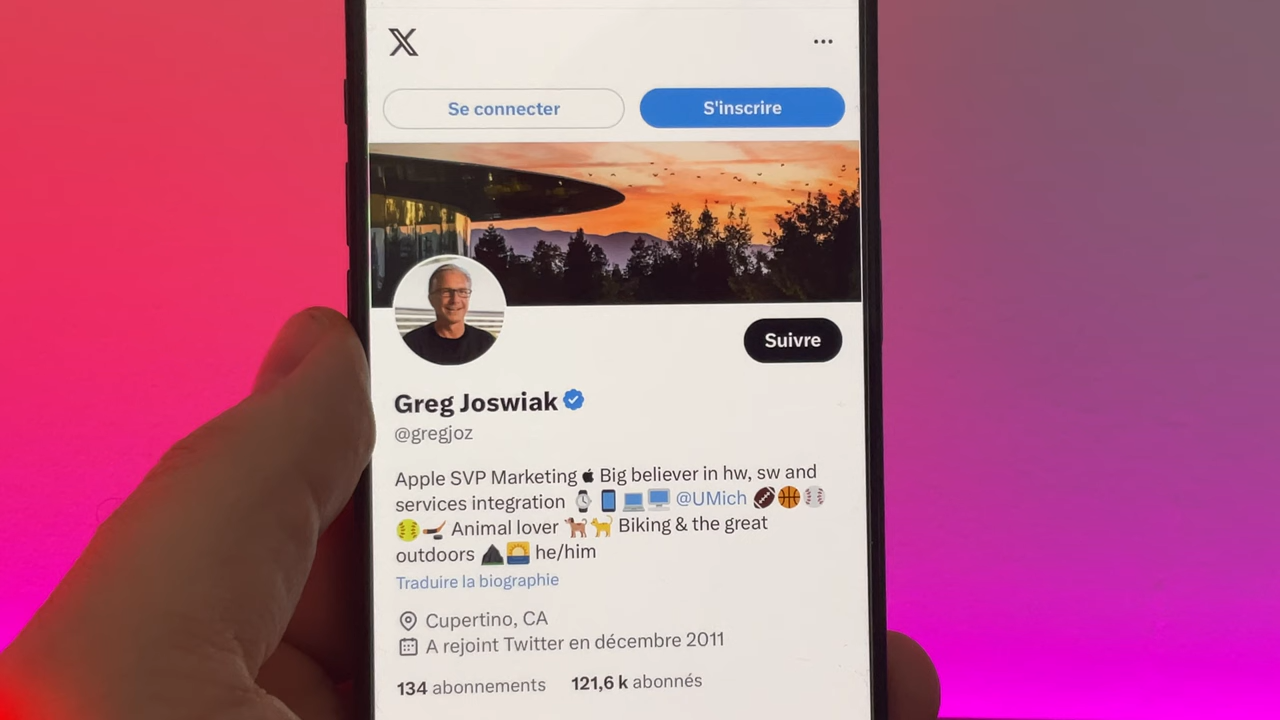 X
Se connecter
S'inscrire
Suivre
Greg Joswiak
@gregjoz
Apple SVP Marketing  Big believer in hw, sw and
services integration ⌚📱💻🖥️ @UMich 🏈🏀⚾
🥎🏒 Animal lover 🐕🐈 Biking & the great
outdoors ⛰️🌅 he/him
Traduire la biographie
Cupertino, CA
A rejoint Twitter en décembre 2011
134 abonnements 121,6 k abonnés